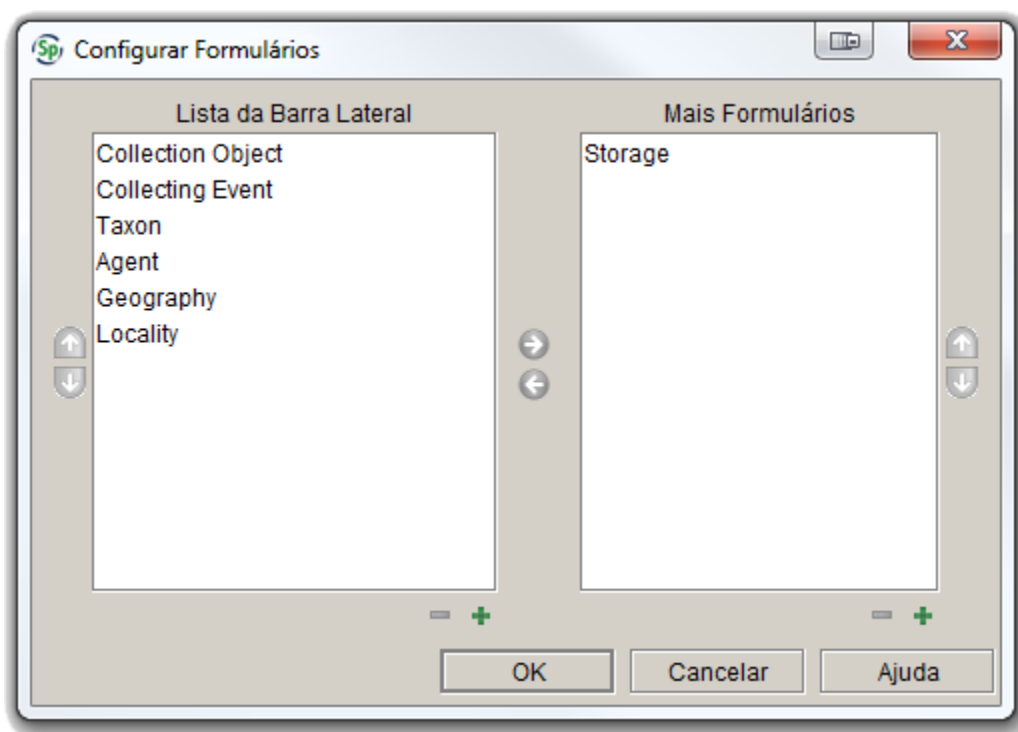 Sp Configurar Formulários
Lista da Barra Lateral
Collection Object
Collecting Event
Taxon
Agent
Geography
Locality
Mais Formulários
Storage
OK
Cancelar
Ajuda